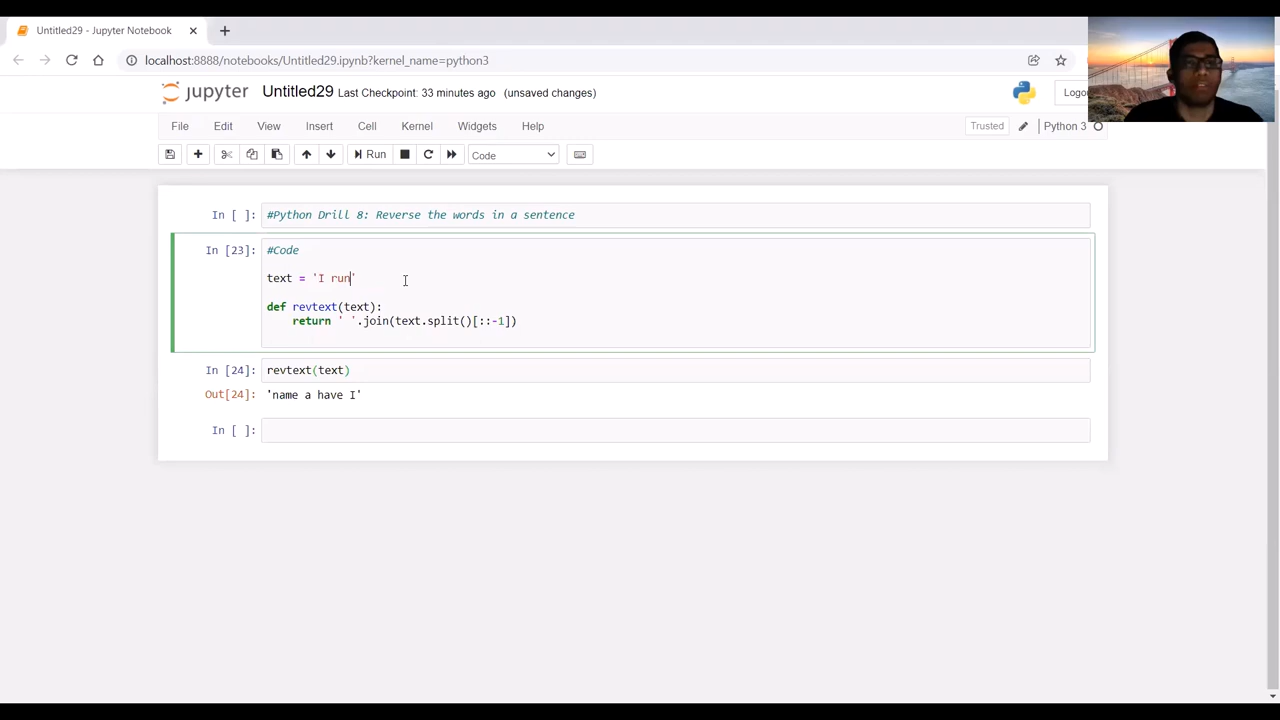 Untitled29 - Jupyter Notebook
localhost:8888/notebooks/Untitled29.ipynb?kernel_name=python3
jupyter Untitled29 Last Checkpoint: 33 minutes ago (unsaved changes)
Logo
File Edit View Insert Cell Kernel Widgets Help
Trusted Python 3
Run Code
In [ ]: #Python Drill 8: Reverse the words in a sentence
In [23]: #Code
text = 'I run'
def revtext(text):
return ' '.join(text.split()[::-1])
In [24]: revtext(text)
Out[24]: 'name a have I'
In [ ]: